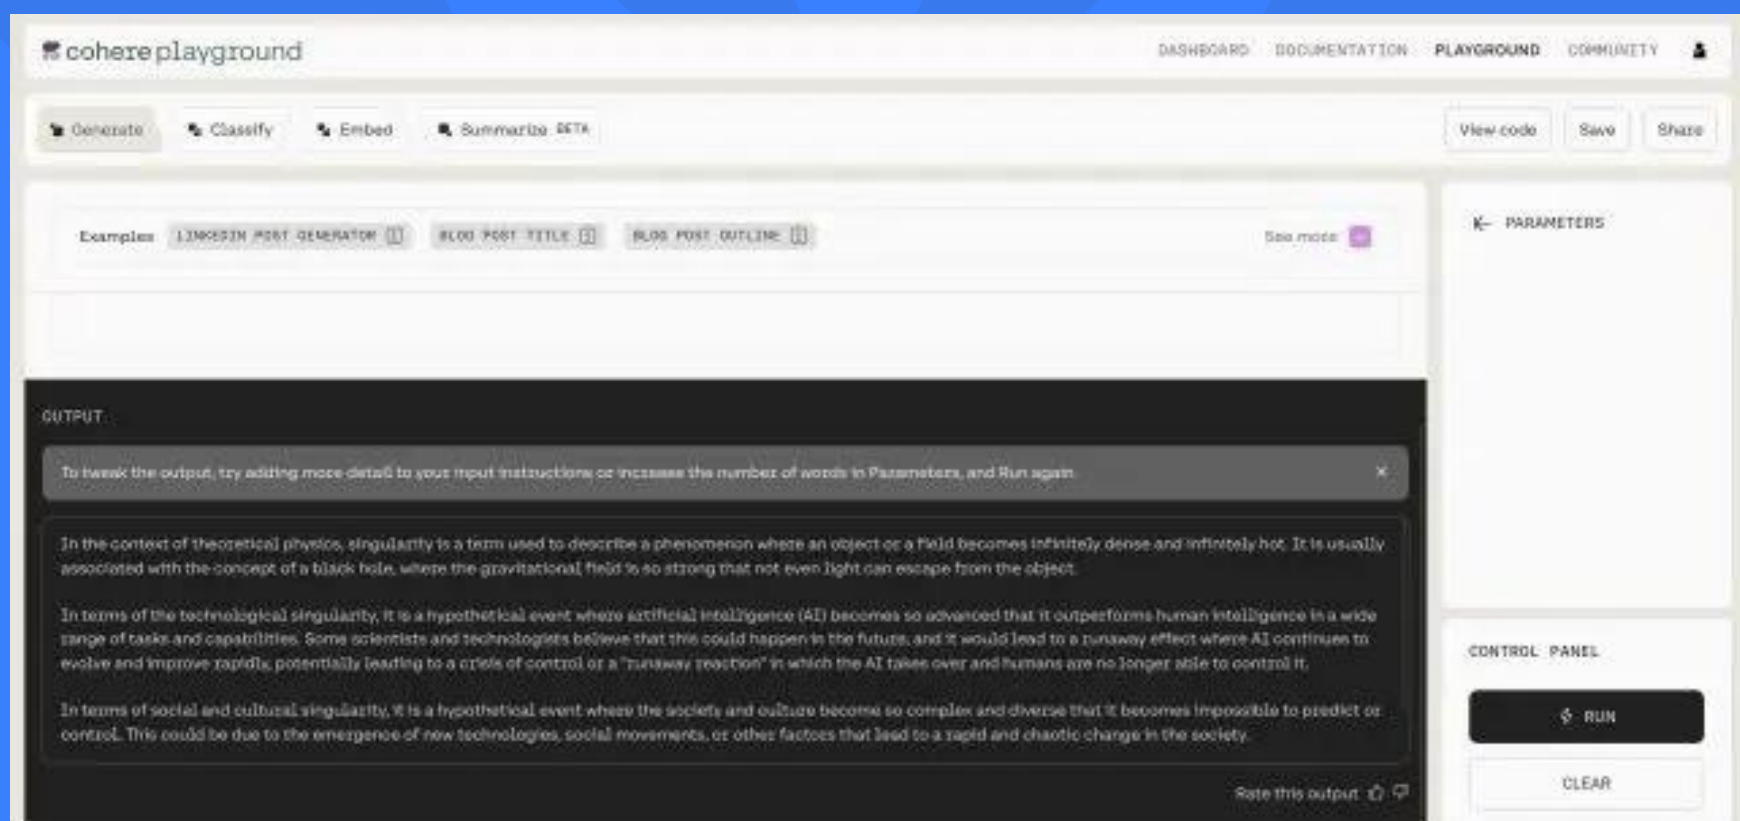 cohere playground
DASHBOARD DOCUMENTATION PLAYGROUND COMMUNITY
Generate Classify Embed Summarize BETA
View code Save Share
Examples LINKEDIN POST GENERATOR BLOG POST TITLE BLOG POST OUTLINE
See more
PARAMETERS
OUTPUT
To tweak the output, try adding more detail to your input instructions or increase the number of words in Parameters, and Run again.
In the context of theoretical physics, singularity is a term used to describe a phenomenon where an object or a field becomes infinitely dense and infinitely hot. It is usually
associated with the concept of a black hole, where the gravitational field is so strong that not even light can escape from the object.
In terms of the technological singularity, it is a hypothetical event where artificial intelligence (AI) becomes so advanced that it outperforms human intelligence in a wide
range of tasks and capabilities. Some scientists and technologists believe that this could happen in the future, and it would lead to a runaway effect where AI continues to
evolve and improve rapidly, potentially leading to a crisis of control or a "runaway reaction" in which the AI takes over and humans are no longer able to control it.
In terms of social and cultural singularity, it is a hypothetical event where the society and culture become so complex and diverse that it becomes impossible to predict or
control. This could be due to the emergence of new technologies, social movements, or other factors that lead to a rapid and chaotic change in the society.
Rate this output
CONTROL PANEL
RUN
CLEAR